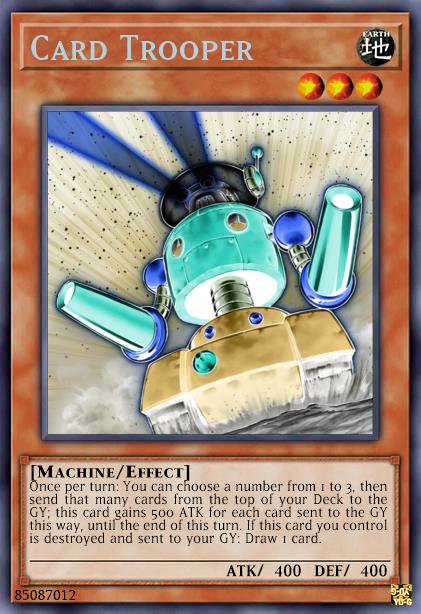 CARD TROOPER
EARTH
地
[MACHINE/EFFECT]
Once per turn: You can choose a number from 1 to 3, then
send that many cards from the top of your Deck to the
GY; this card gains 500 ATK for each card sent to the GY
this way, until the end of this turn. If this card you control
is destroyed and sent to your GY: Draw 1 card.
ATK/ 400 DEF/ 400
85087012